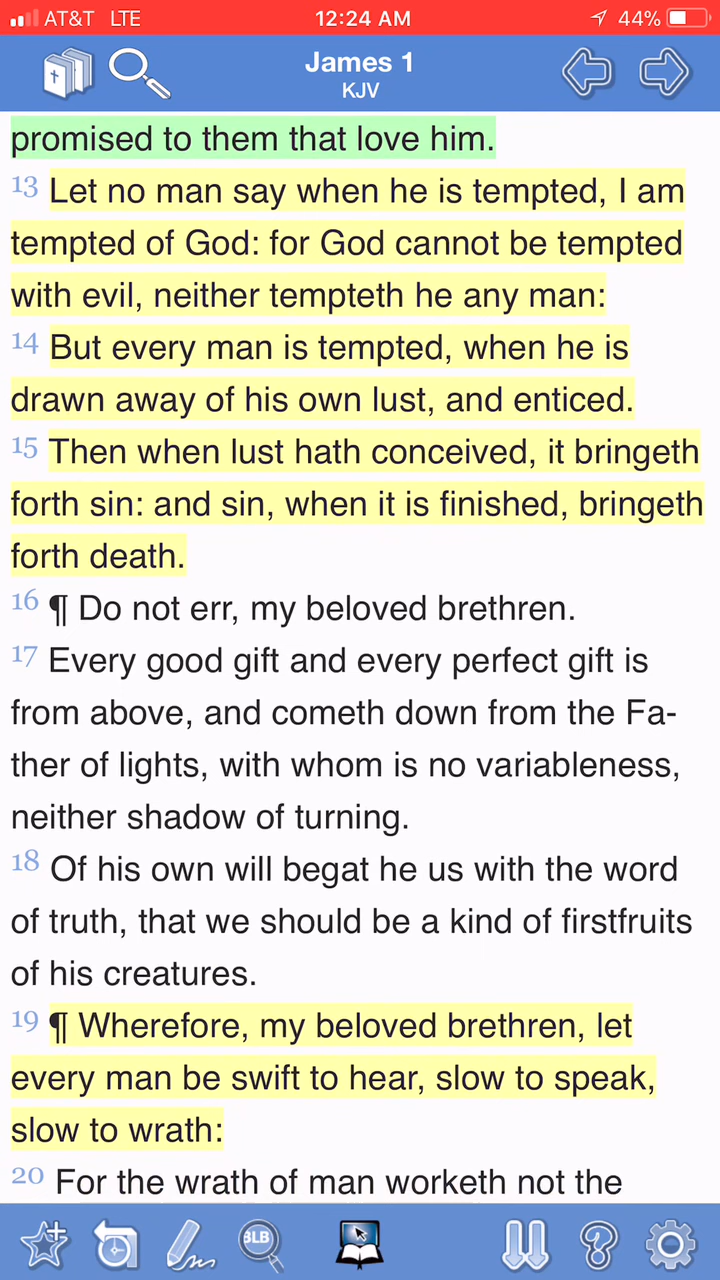 AT&T LTE 12:24 AM 44%
James 1
KJV
promised to them that love him.
13 Let no man say when he is tempted, I am
tempted of God: for God cannot be tempted
with evil, neither tempteth he any man:
14 But every man is tempted, when he is
drawn away of his own lust, and enticed.
15 Then when lust hath conceived, it bringeth
forth sin: and sin, when it is finished, bringeth
forth death.
16 ¶ Do not err, my beloved brethren.
17 Every good gift and every perfect gift is
from above, and cometh down from the Fa-
ther of lights, with whom is no variableness,
neither shadow of turning.
18 Of his own will begat he us with the word
of truth, that we should be a kind of firstfruits
of his creatures.
19 ¶ Wherefore, my beloved brethren, let
every man be swift to hear, slow to speak,
slow to wrath:
20 For the wrath of man worketh not the
BLB